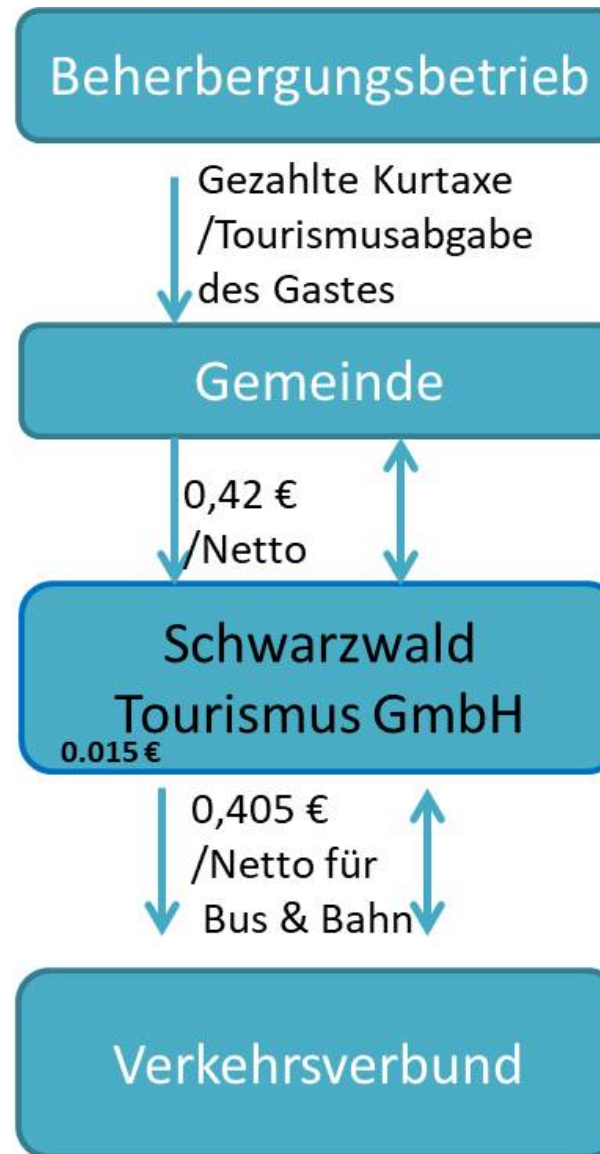 Beherbergungsbetrieb
Gezahlte Kurtaxe
/Tourismusabgabe
des Gastes
Gemeinde
0,42 €
/Netto
Schwarzwald
Tourismus GmbH
0.015 €
0,405 €
/Netto für
Bus & Bahn
Verkehrsverbund